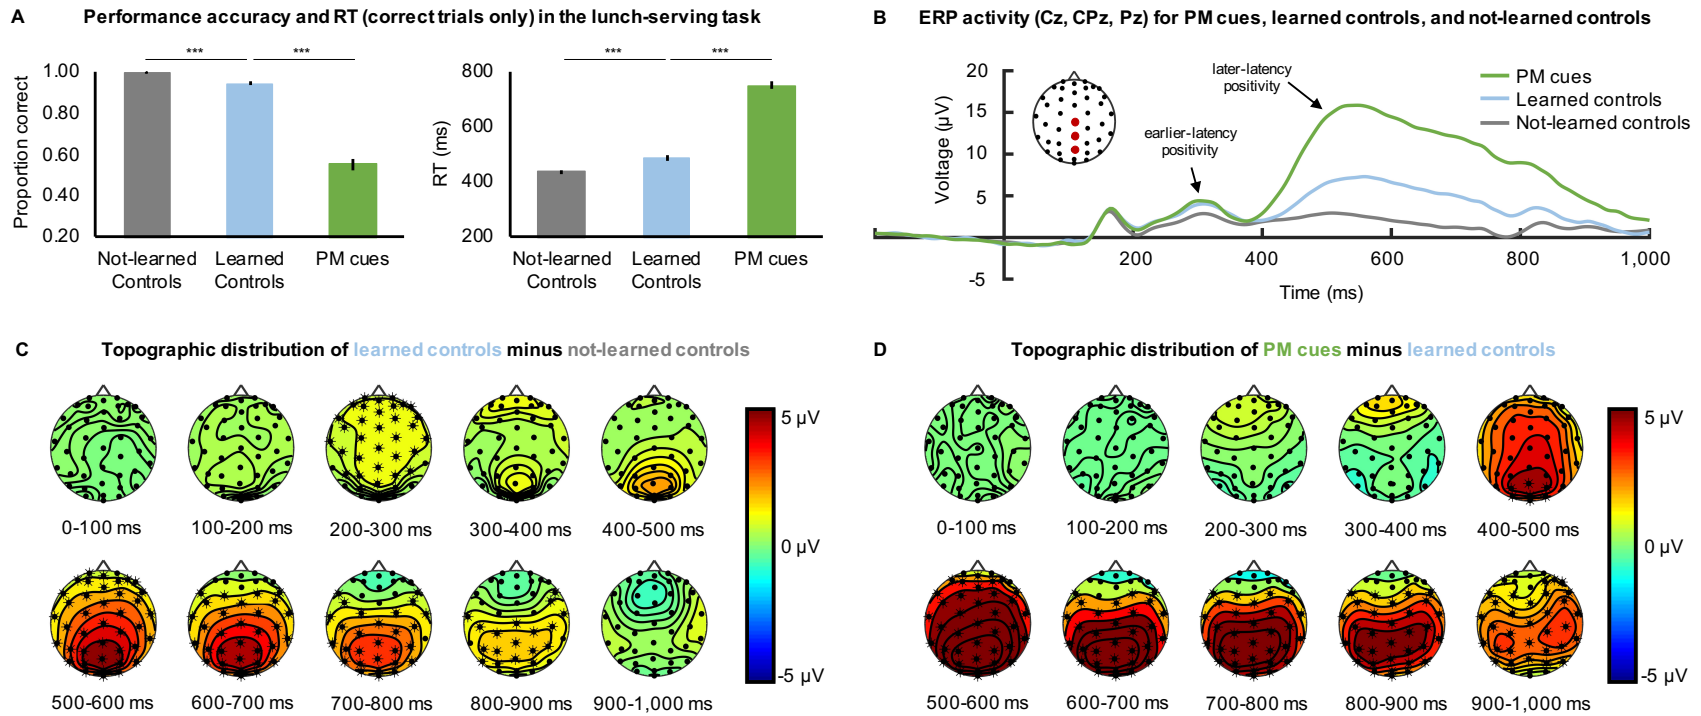 A
Performance accuracy and RT (correct trials only) in the lunch-serving task
*** ***
1.00
0.80
0.60
0.40
0.20
Proportion correct
Not-learned Controls
Learned Controls
PM cues
*** ***
800
600
400
200
RT (ms)
Not-learned Controls
Learned Controls
PM cues
B
ERP activity (Cz, CPz, Pz) for PM cues, learned controls, and not-learned controls
20
15
10
5
-5
Voltage (µV)
later-latency
positivity
earlier-latency
positivity
PM cues
Learned controls
Not-learned controls
200 400 600 800 1,000
Time (ms)
C
Topographic distribution of learned controls minus not-learned controls
0-100 ms 100-200 ms 200-300 ms 300-400 ms 400-500 ms
500-600 ms 600-700 ms 700-800 ms 800-900 ms 900-1,000 ms
5 µV
0 µV
-5 µV
D
Topographic distribution of PM cues minus learned controls
0-100 ms 100-200 ms 200-300 ms 300-400 ms 400-500 ms
500-600 ms 600-700 ms 700-800 ms 800-900 ms 900-1,000 ms
5 µV
0 µV
-5 µV